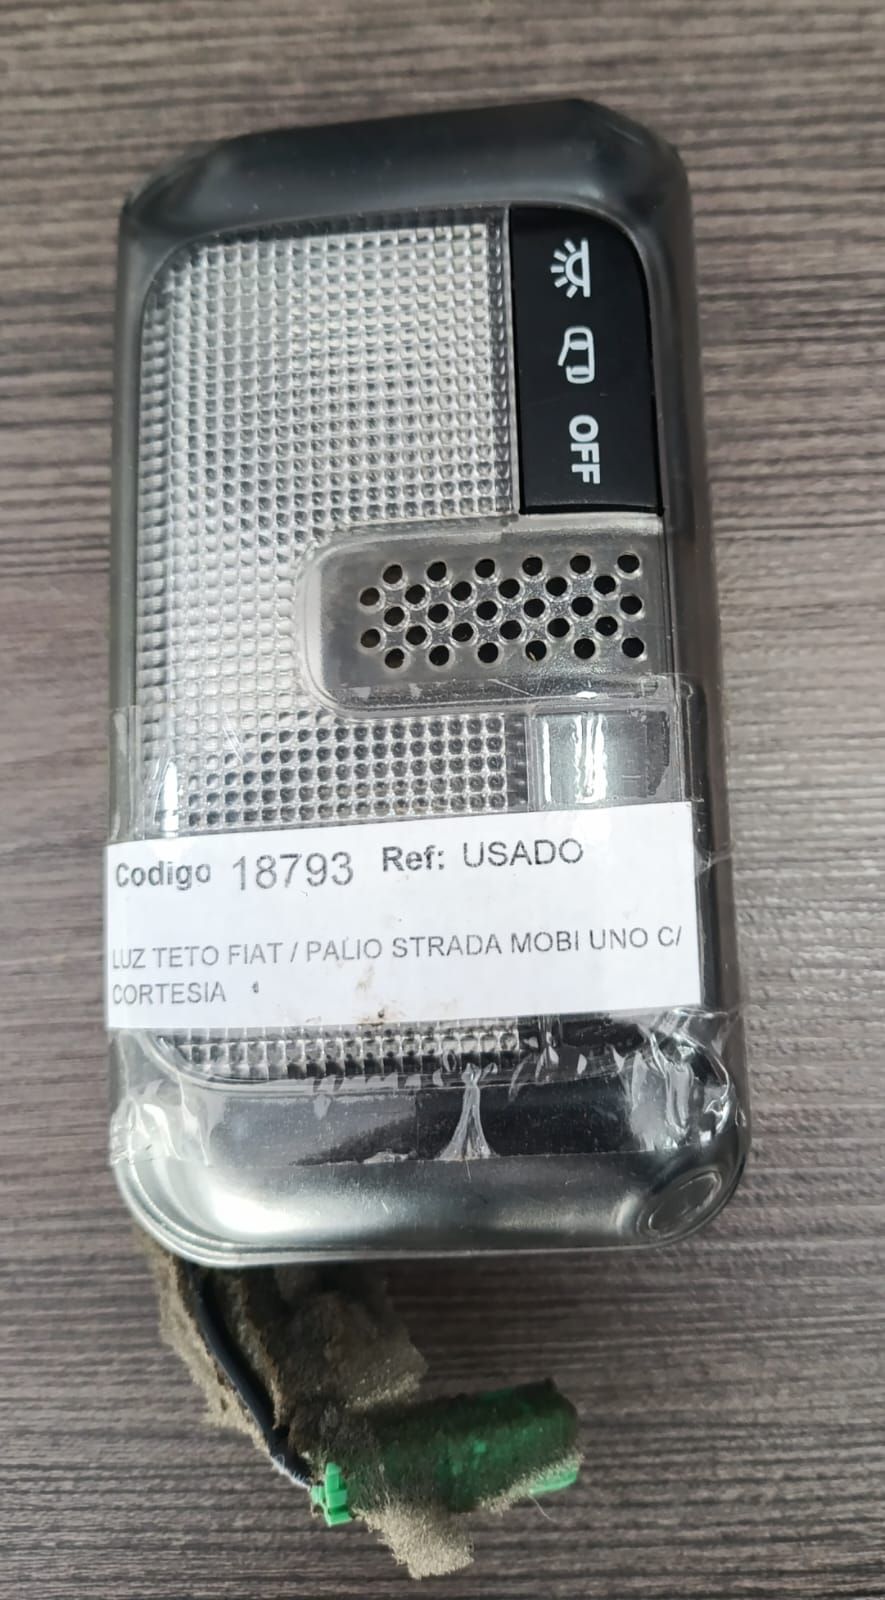 OFF
Codigo 18793 Ref: USADO
LUZ TETO FIAT / PALIO STRADA MOBI UNO C/
CORTESIA